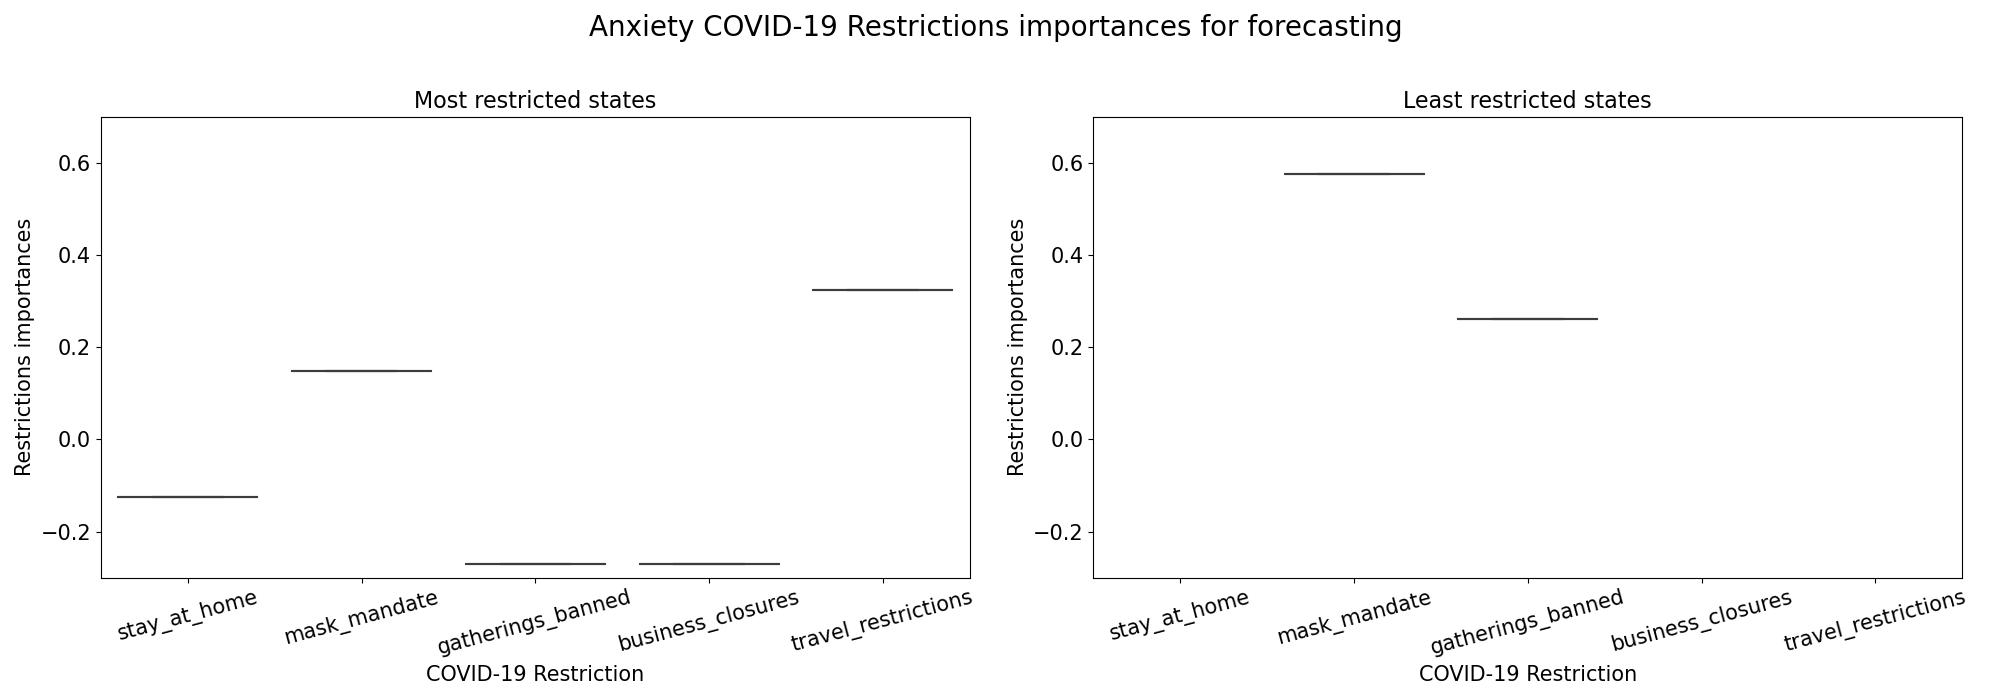 Anxiety COVID-19 Restrictions importances for forecasting
Most restricted states
Restrictions importances
0.6
0.4
0.2
0.0
−0.2
stay_at_home
mask_mandate
gatherings_banned
business_closures
travel_restrictions
COVID-19 Restriction
Least restricted states
Restrictions importances
0.6
0.4
0.2
0.0
−0.2
stay_at_home
mask_mandate
gatherings_banned
business_closures
travel_restrictions
COVID-19 Restriction